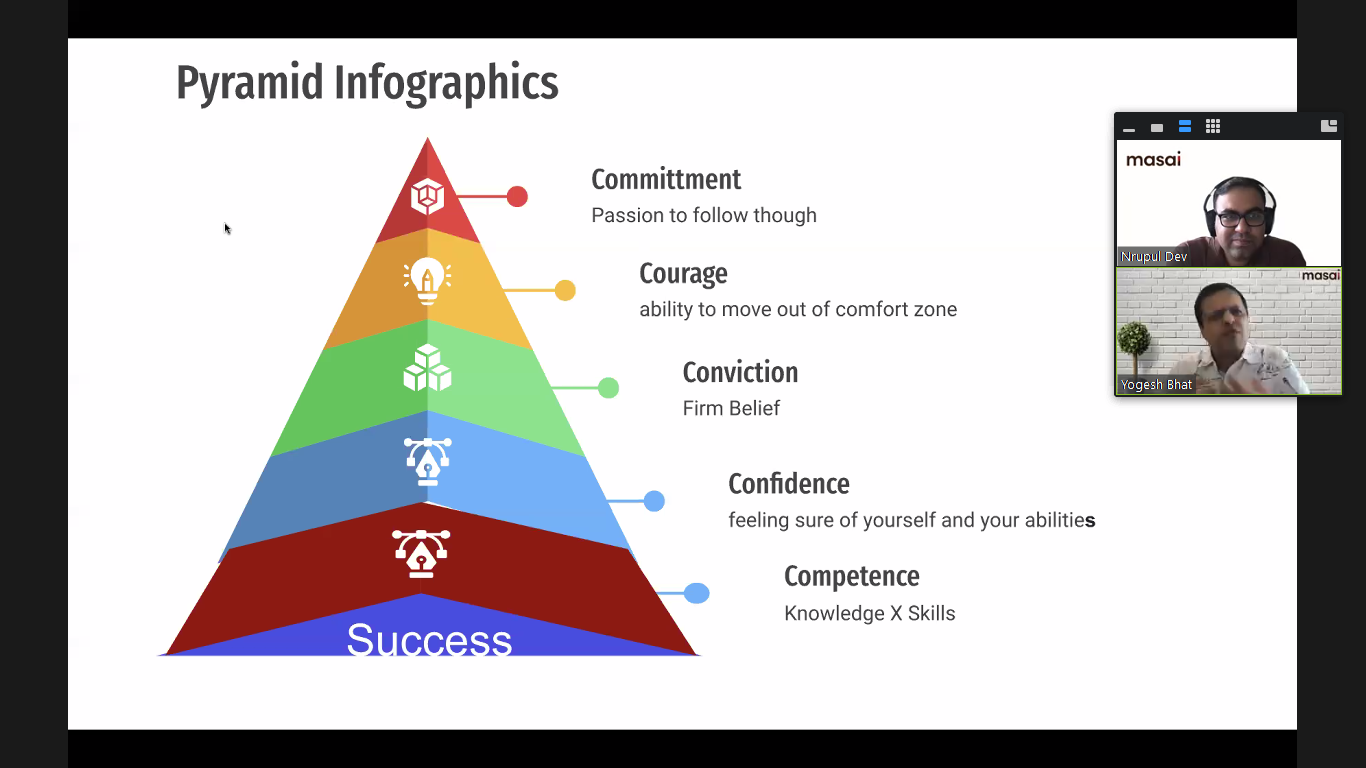 Pyramid Infographics
Committment
Passion to follow though
Courage
ability to move out of comfort zone
Conviction
Firm Belief
Confidence
feeling sure of yourself and your abilities
Competence
Knowledge X Skills
Success
masai
Nrupul Dev
masai
Yogesh Bhat